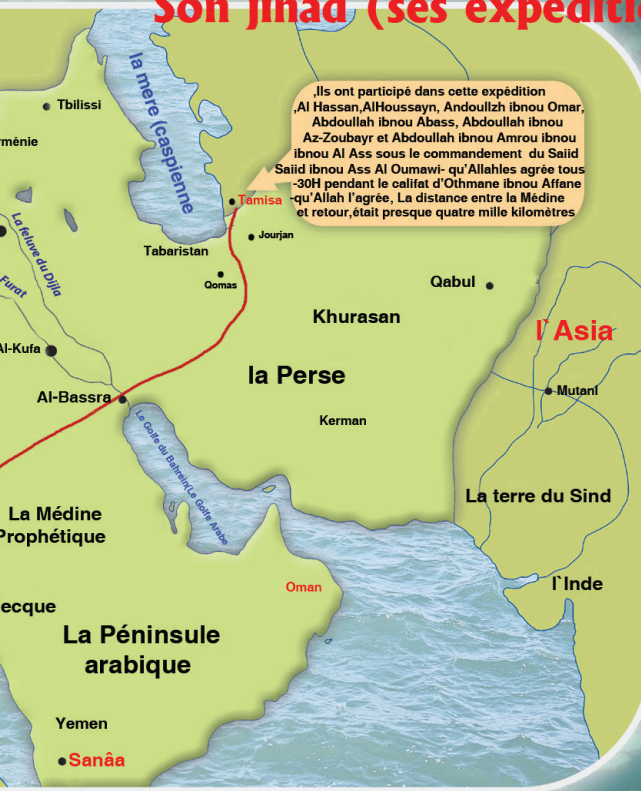 Son Jihad (ses expéditi
la mere (caspienne
Tbilissi
rménie
,Ils ont participé dans cette expédition
,Al Hassan,AlHoussayn, Andoullzh ibnou Omar,
Abdoullah ibnou Abass, Abdoullah ibnou
Az-Zoubayr et Abdoullah ibnou Amrou ibnou
ibnou Al Ass sous le commandement du Saiid
Saiid ibnou Ass Al Oumawi- qu'Allahles agrée tous
-30H pendant le califat d'Othmane ibnou Affane
-qu'Allah l'agrée, La distance entre la Médine
et retour,était presque quatre mille kilomètres
Tamisa
Jourjan
Tabaristan
Qomas
La feluve du Dijla
Furat
Qabul
Khurasan
l`Asia
Al-Kufa
la Perse
Al-Bassra
Mutanl
Kerman
Le Golfe du Bahrein(Le Golfe Arabe
La terre du Sind
La Médine
Prophétique
l`Inde
Oman
ecque
La Péninsule
arabique
Yemen
Sanâa